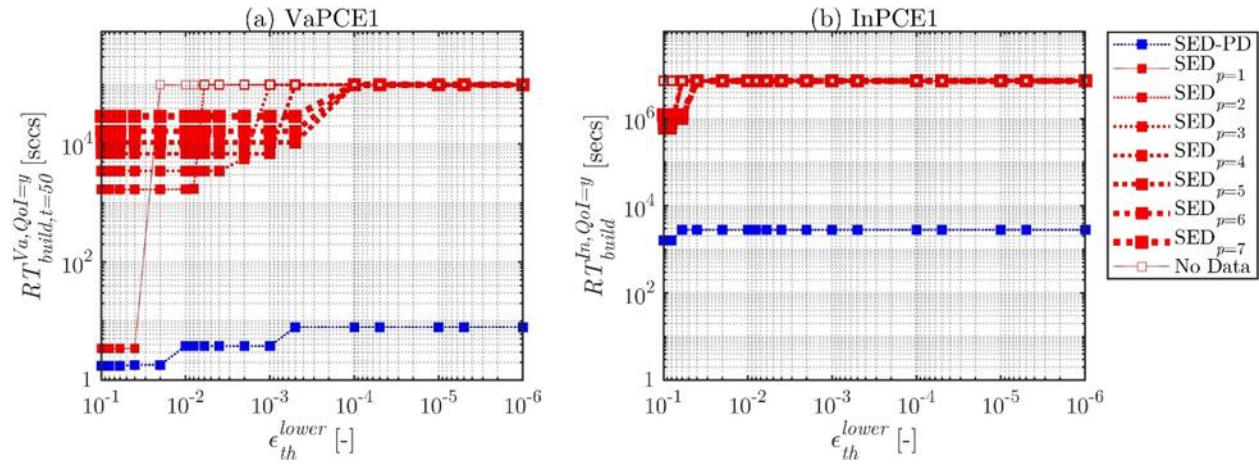 (a) VaPCE1
(b) InPCE1
RT^{Va, QoI=y}_{build,t=50} [secs]
10^4
10^2
1
10^{-1} 10^{-2} 10^{-3} 10^{-4} 10^{-5} 10^{-6}
ϵ^{lower}_{th} [-]
RT^{In, QoI=y}_{build} [secs]
10^6
10^4
10^2
1
10^{-1} 10^{-2} 10^{-3} 10^{-4} 10^{-5} 10^{-6}
ϵ^{lower}_{th} [-]
SED-PD
SED_{p=1}
SED_{p=2}
SED_{p=3}
SED_{p=4}
SED_{p=5}
SED_{p=6}
SED_{p=7}
No Data